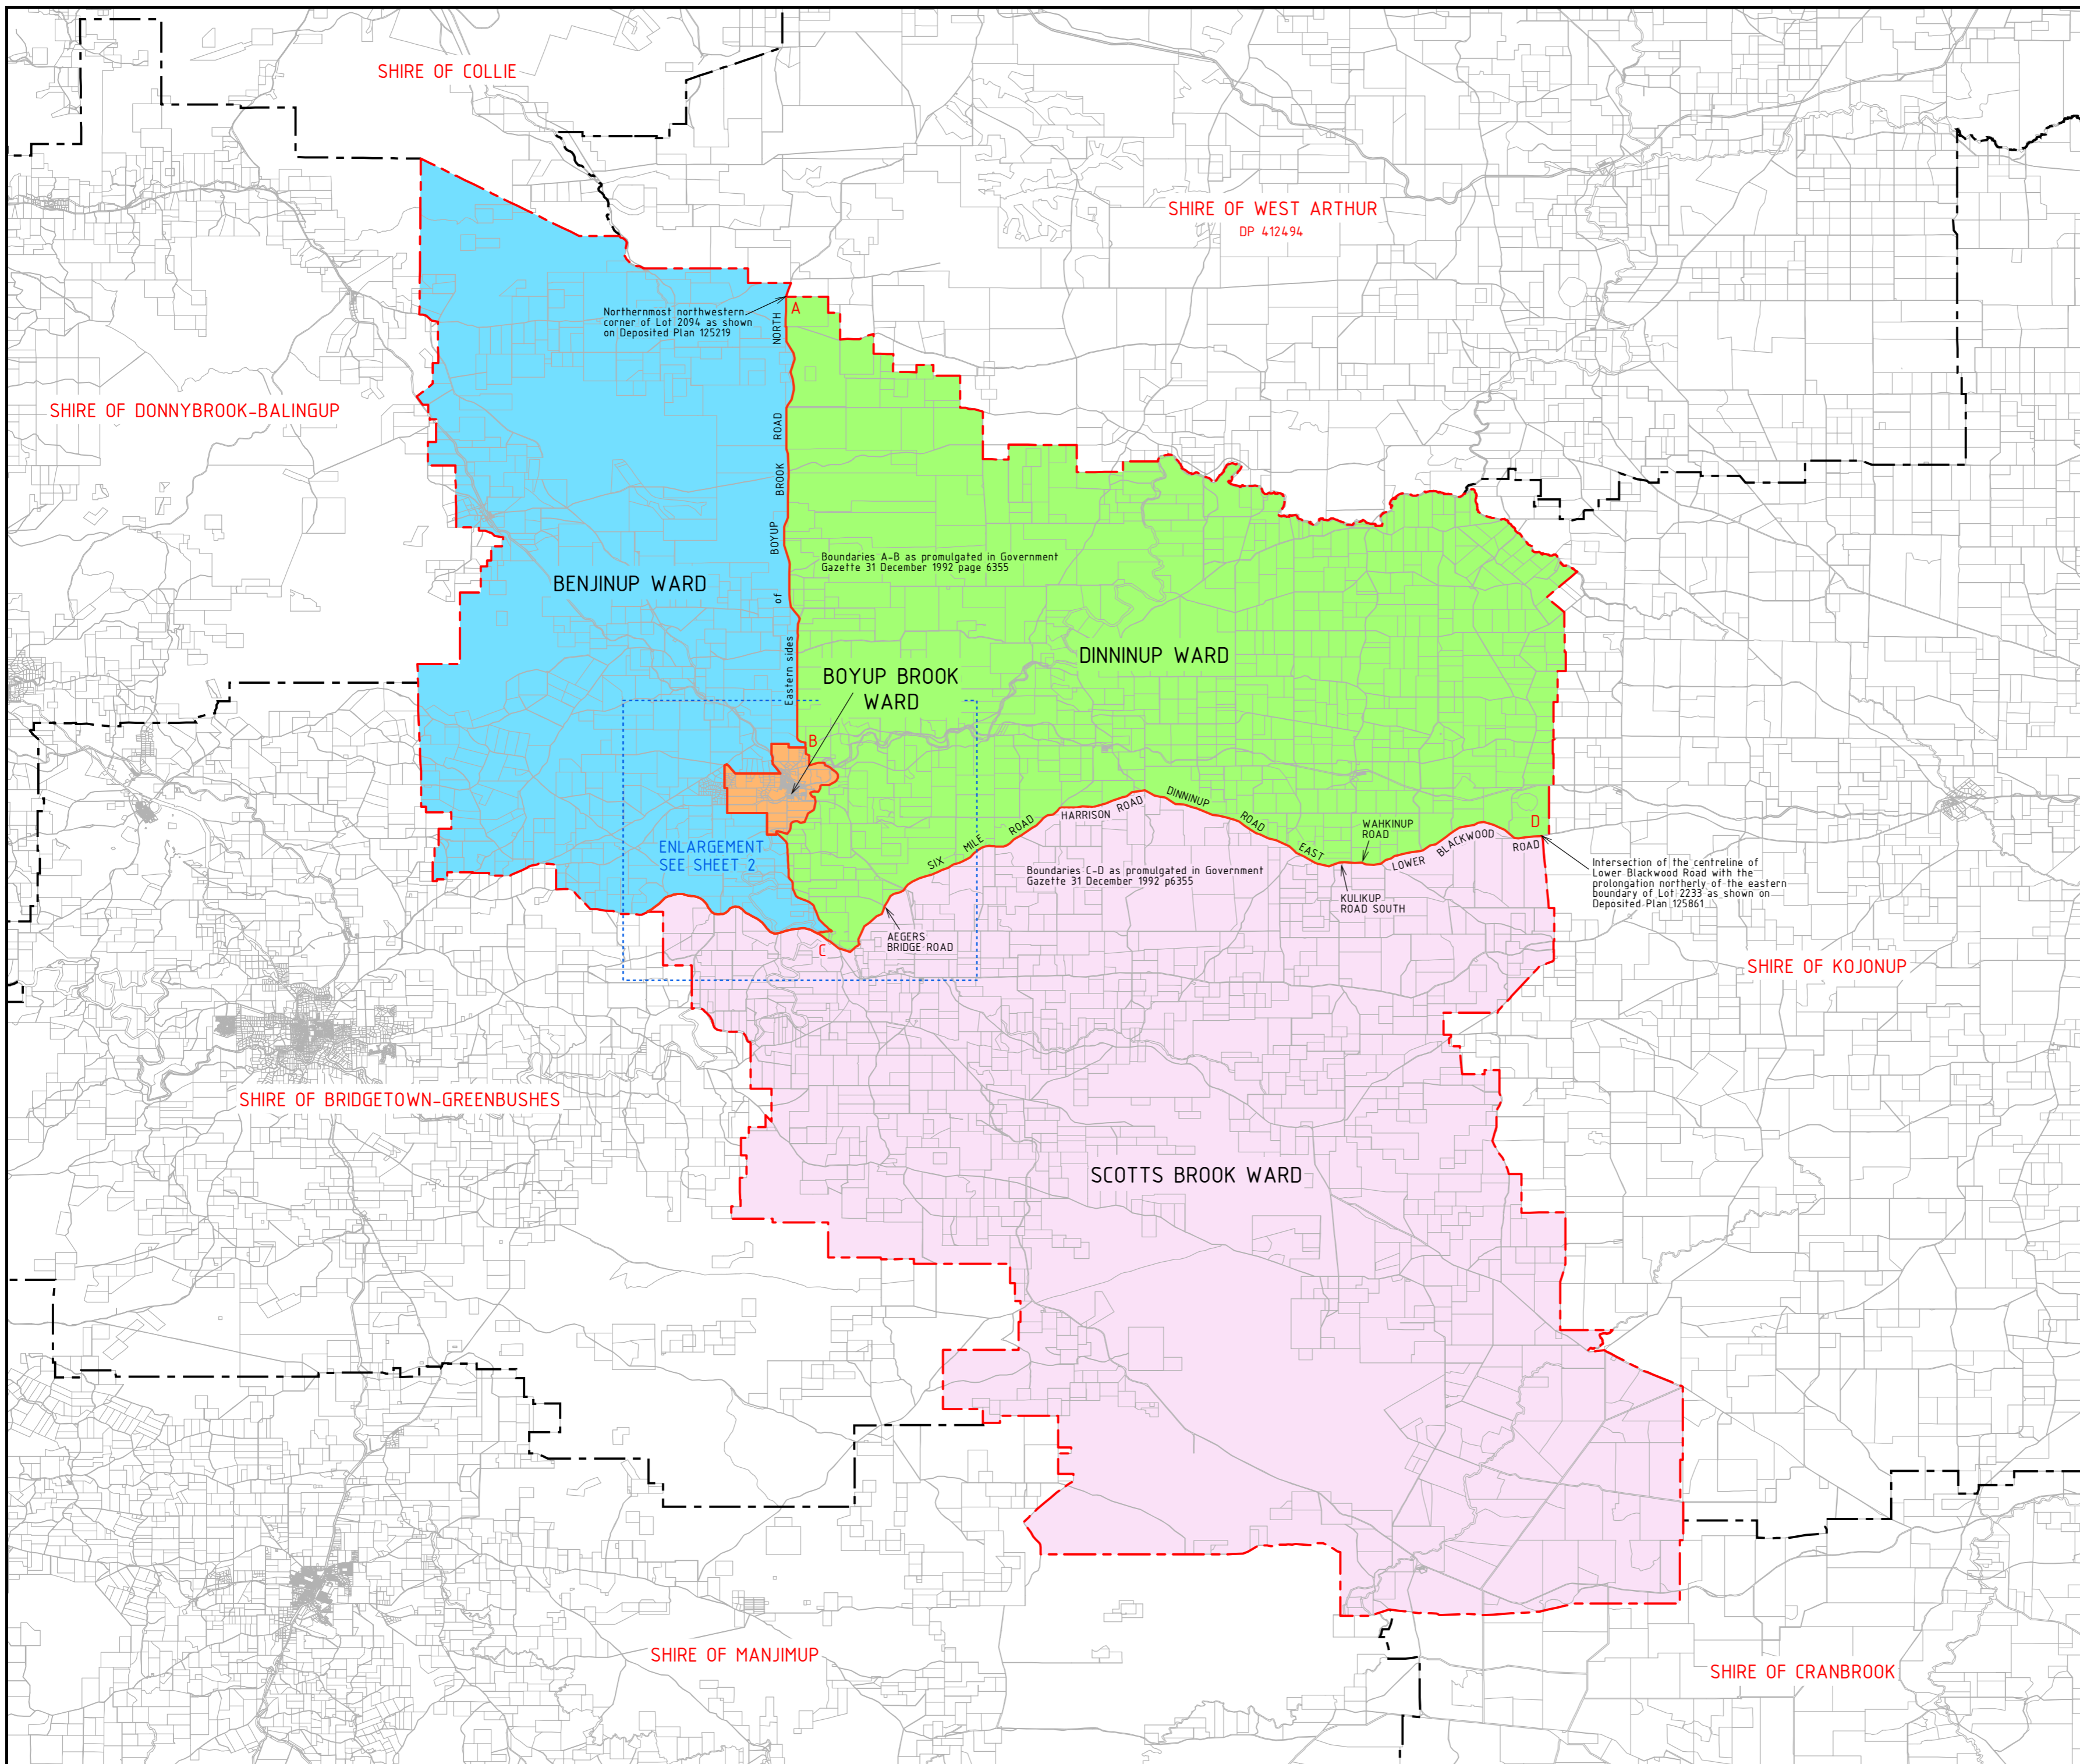 SHIRE OF COLLIE
SHIRE OF WEST ARTHUR
DP 412494
Northernmost northwestern
corner of Lot 2094 as shown
on Deposited Plan 125219
A
SHIRE OF DONNYBROOK-BALINGUP
Eastern sides of BOYUP BROOK ROAD NORTH
Boundaries A-B as promulgated in Government
Gazette 31 December 1992 page 6355
BENJINUP WARD
DINNINUP WARD
BOYUP BROOK
WARD
B
ENLARGEMENT
SEE SHEET 2
SIX MILE ROAD
HARRISON ROAD
DINNINUP ROAD EAST
WAHKINUP
ROAD
LOWER BLACKWOOD ROAD
D
Boundaries C-D as promulgated in Government
Gazette 31 December 1992 p6355
KULIKUP
ROAD SOUTH
Intersection of the centreline of
Lower Blackwood Road with the
prolongation northerly of the eastern
boundary of Lot 2233 as shown on
Deposited Plan 125861
AEGERS
BRIDGE ROAD
C
SHIRE OF KOJONUP
SHIRE OF BRIDGETOWN-GREENBUSHES
SCOTTS BROOK WARD
SHIRE OF MANJIMUP
SHIRE OF CRANBROOK